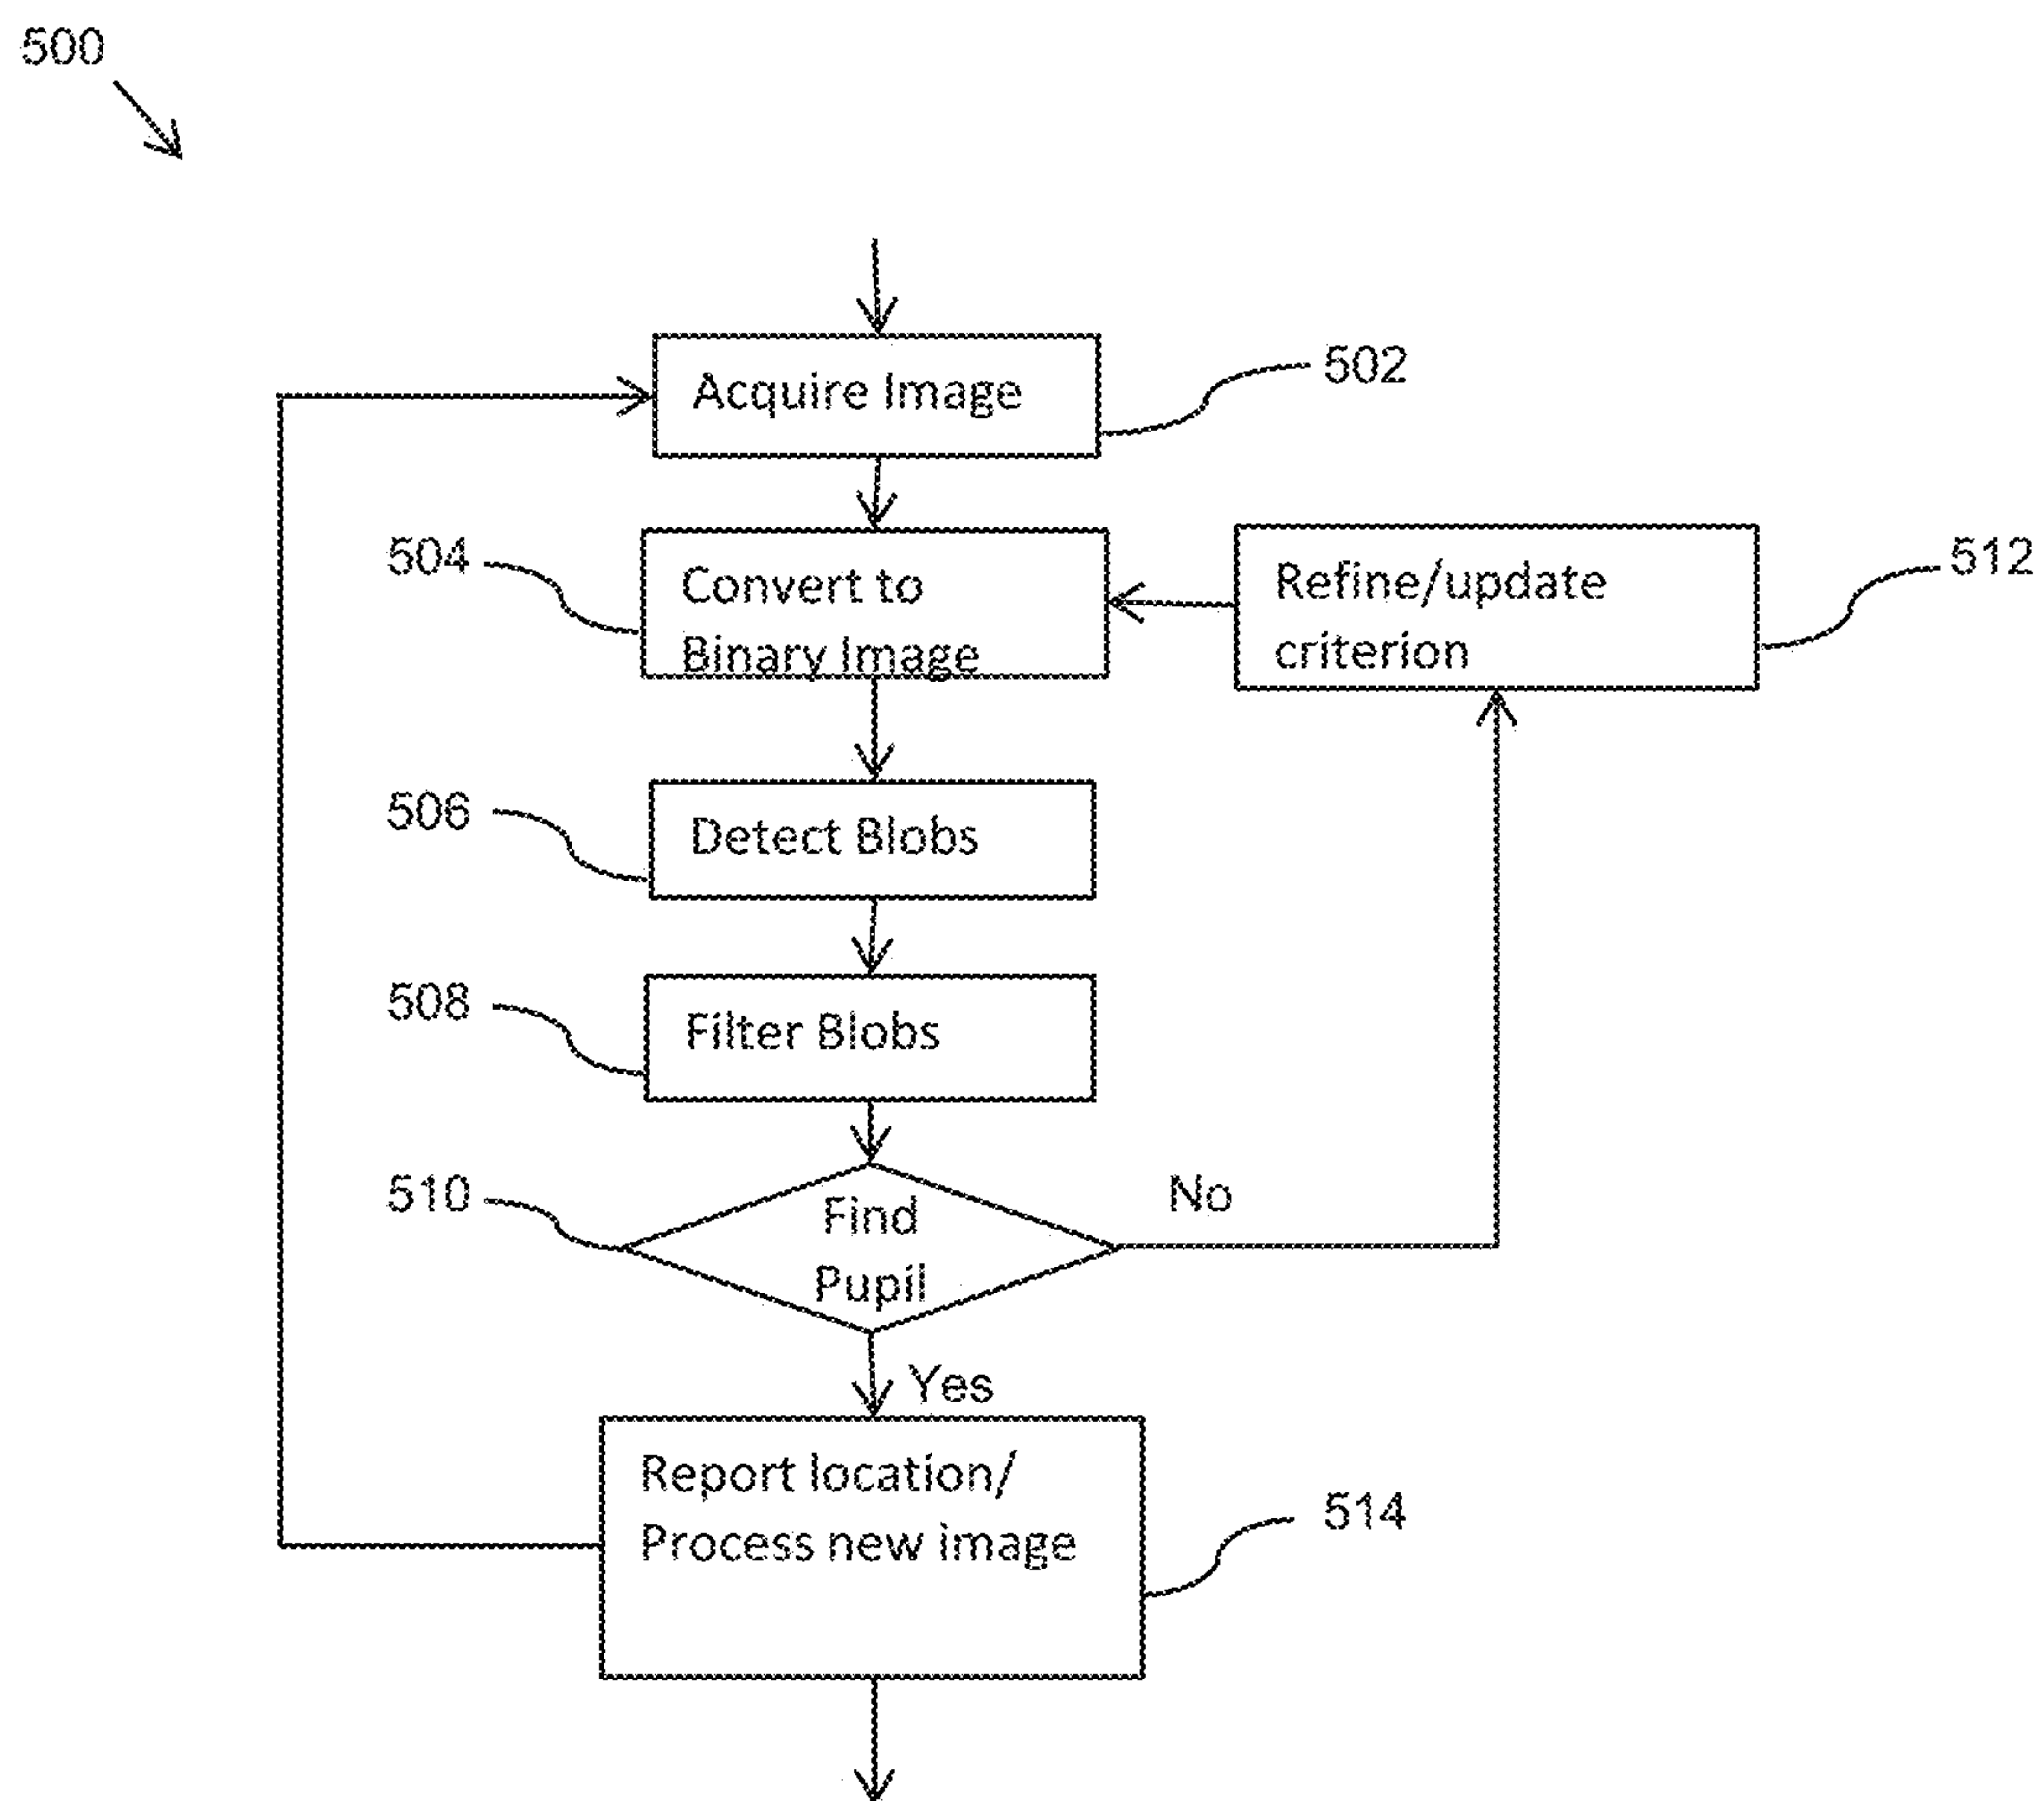 500
Acquire Image
502
504
Convert to
Binary Image
Refine/update
criterion
512
506
Detect Blobs
508
Filter Blobs
510
Find
Pupil
No
Yes
Report location/
Process new image
514